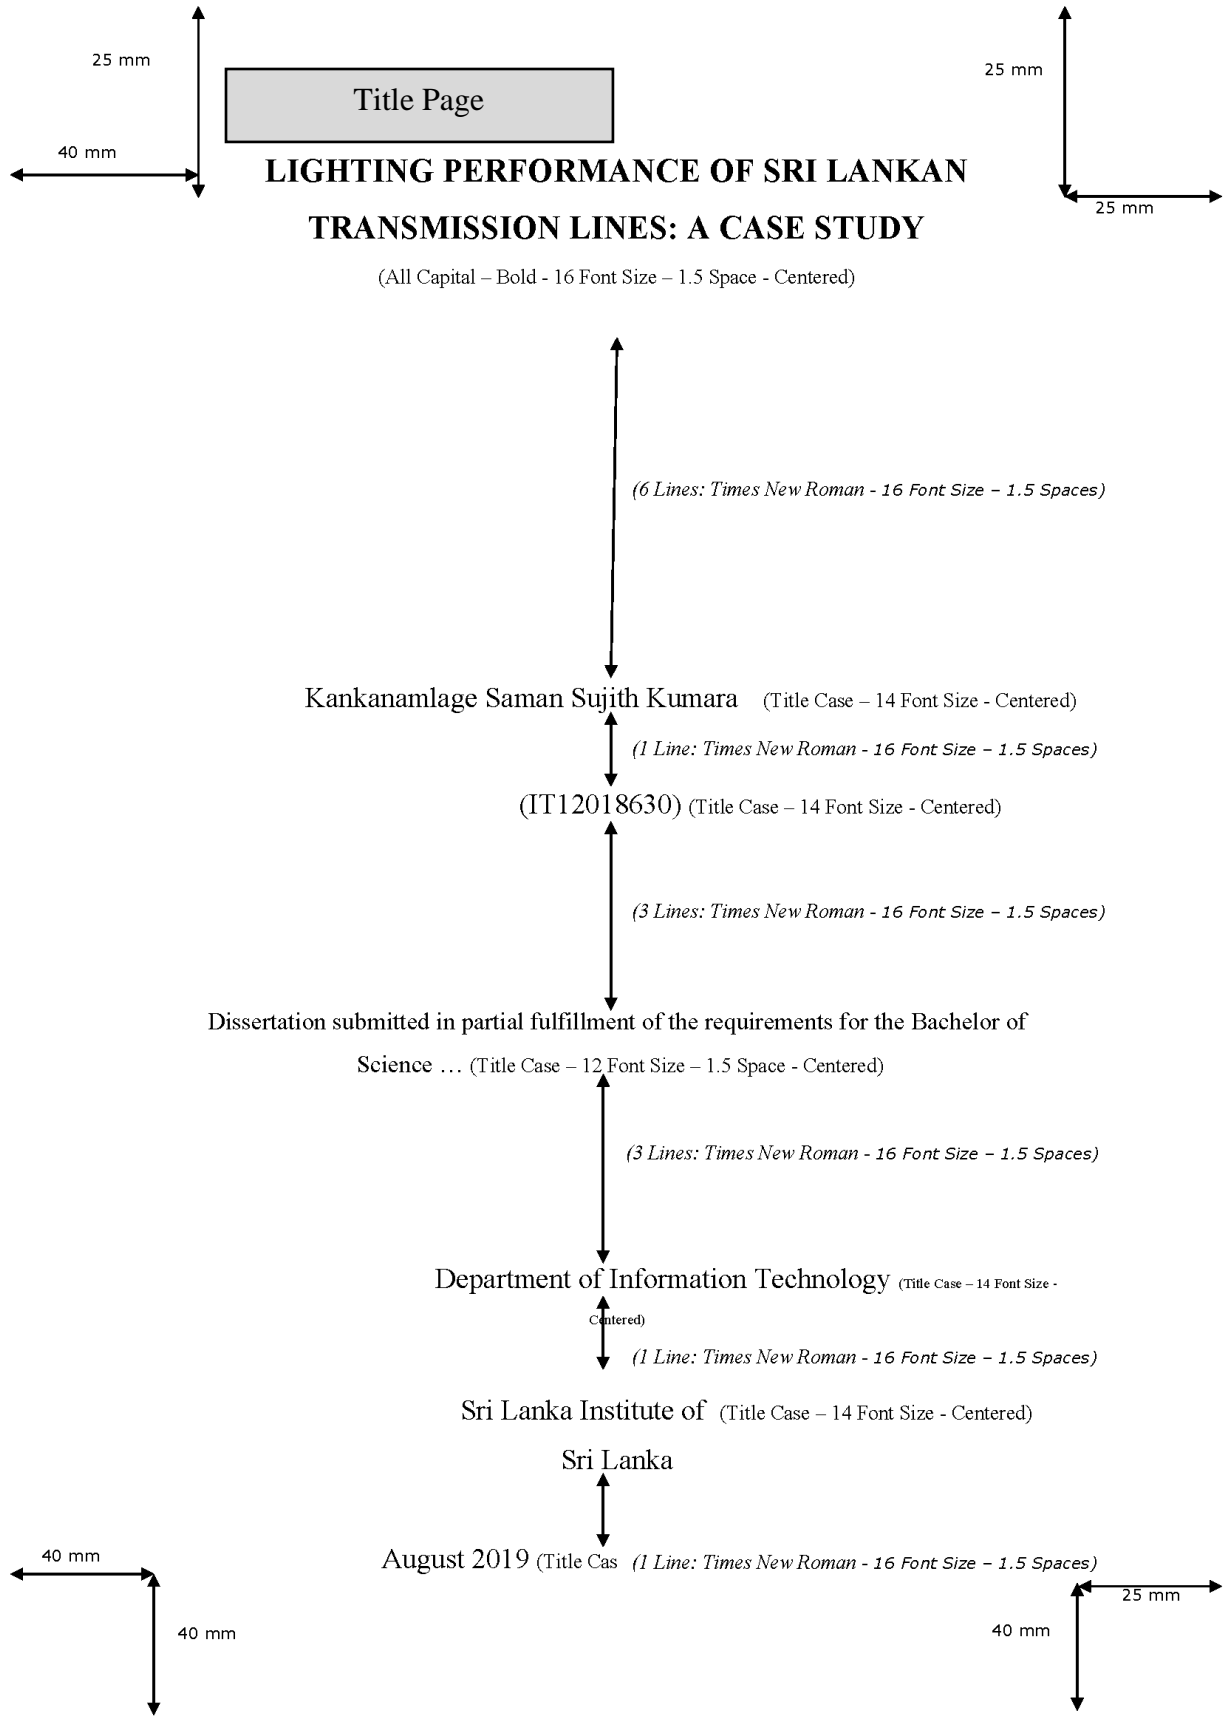 25 mm
25 mm
Title Page
40 mm
LIGHTING PERFORMANCE OF SRI LANKAN
25 mm
TRANSMISSION LINES: A CASE STUDY
(All Capital – Bold - 16 Font Size – 1.5 Space - Centered)
(6 Lines: Times New Roman - 16 Font Size – 1.5 Spaces)
Kankanamlage Saman Sujith Kumara (Title Case – 14 Font Size - Centered)
(1 Line: Times New Roman - 16 Font Size – 1.5 Spaces)
(IT12018630) (Title Case – 14 Font Size - Centered)
(3 Lines: Times New Roman - 16 Font Size – 1.5 Spaces)
Dissertation submitted in partial fulfillment of the requirements for the Bachelor of
Science … (Title Case – 12 Font Size – 1.5 Space - Centered)
(3 Lines: Times New Roman - 16 Font Size – 1.5 Spaces)
Department of Information Technology (Title Case – 14 Font Size -
Centered)
(1 Line: Times New Roman - 16 Font Size – 1.5 Spaces)
Sri Lanka Institute of (Title Case – 14 Font Size - Centered)
Sri Lanka
40 mm
August 2019 (Title Cas (1 Line: Times New Roman - 16 Font Size – 1.5 Spaces)
25 mm
40 mm
40 mm